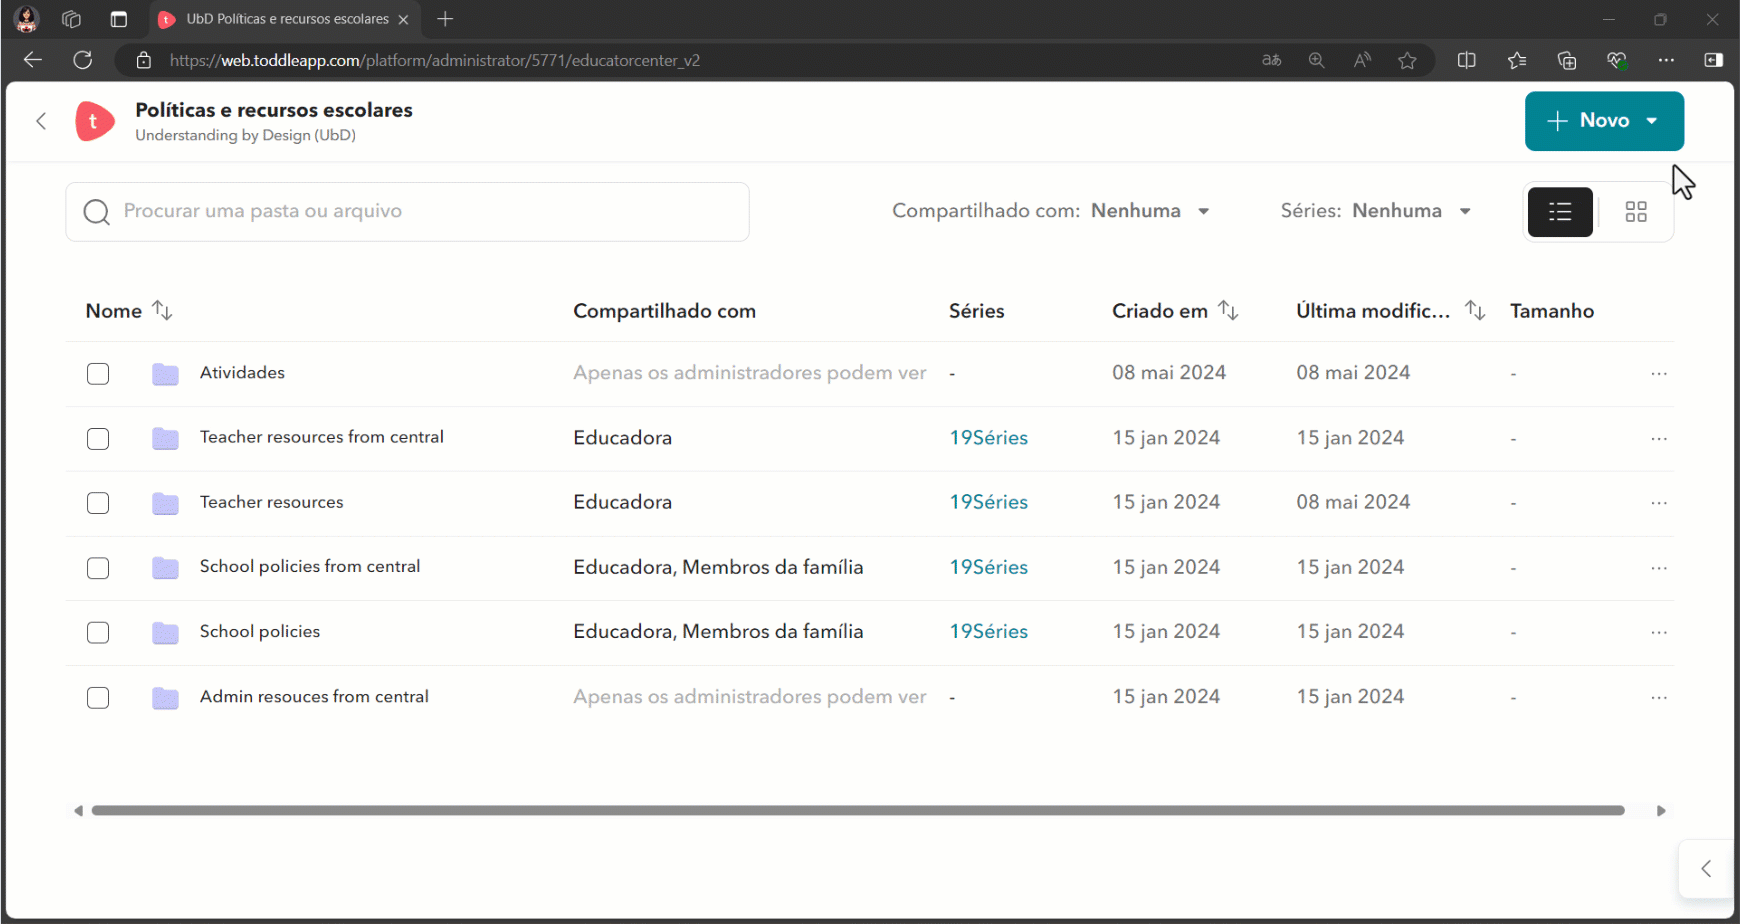 UbD Políticas e recursos escolares
https://web.toddleapp.com/platform/administrator/5771/educatorcenter_v2
t
Políticas e recursos escolares
Understanding by Design (UbD)
Novo
Procurar uma pasta ou arquivo
Compartilhado com: Nenhuma
Séries: Nenhuma
Nome Compartilhado com Séries Criado em Última modific... Tamanho
Atividades Apenas os administradores podem ver - 08 mai 2024 08 mai 2024 -
Teacher resources from central Educadora 19Séries 15 jan 2024 15 jan 2024 -
Teacher resources Educadora 19Séries 15 jan 2024 08 mai 2024 -
School policies from central Educadora, Membros da família 19Séries 15 jan 2024 15 jan 2024 -
School policies Educadora, Membros da família 19Séries 15 jan 2024 15 jan 2024 -
Admin resouces from central Apenas os administradores podem ver - 15 jan 2024 15 jan 2024 -